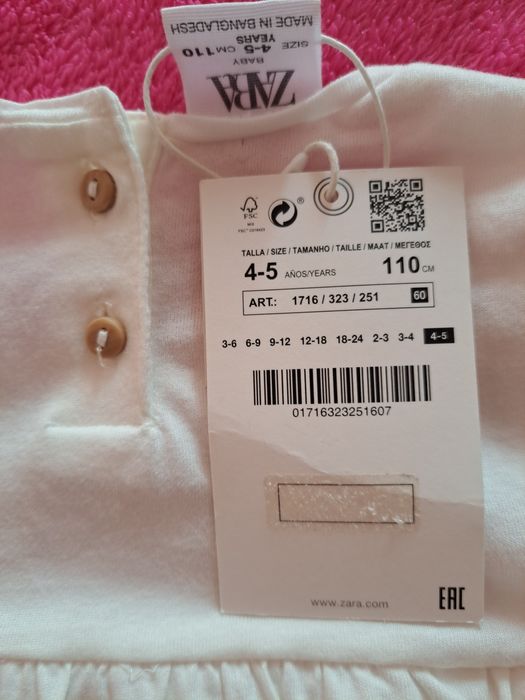 MADE IN BANGLADESH
SIZE 4-5 CM 110
YEARS
BABY
ZARA
FSC
®
TALLA / SIZE / TAMANHO / TAILLE / MAAT / ΜΕΓΕΘΟΣ
4-5 AÑOS/YEARS 110 CM
ART.: 1716 / 323 / 251 60
3-6 6-9 9-12 12-18 18-24 2-3 3-4 4-5
01716323251607
www.zara.com
EAC